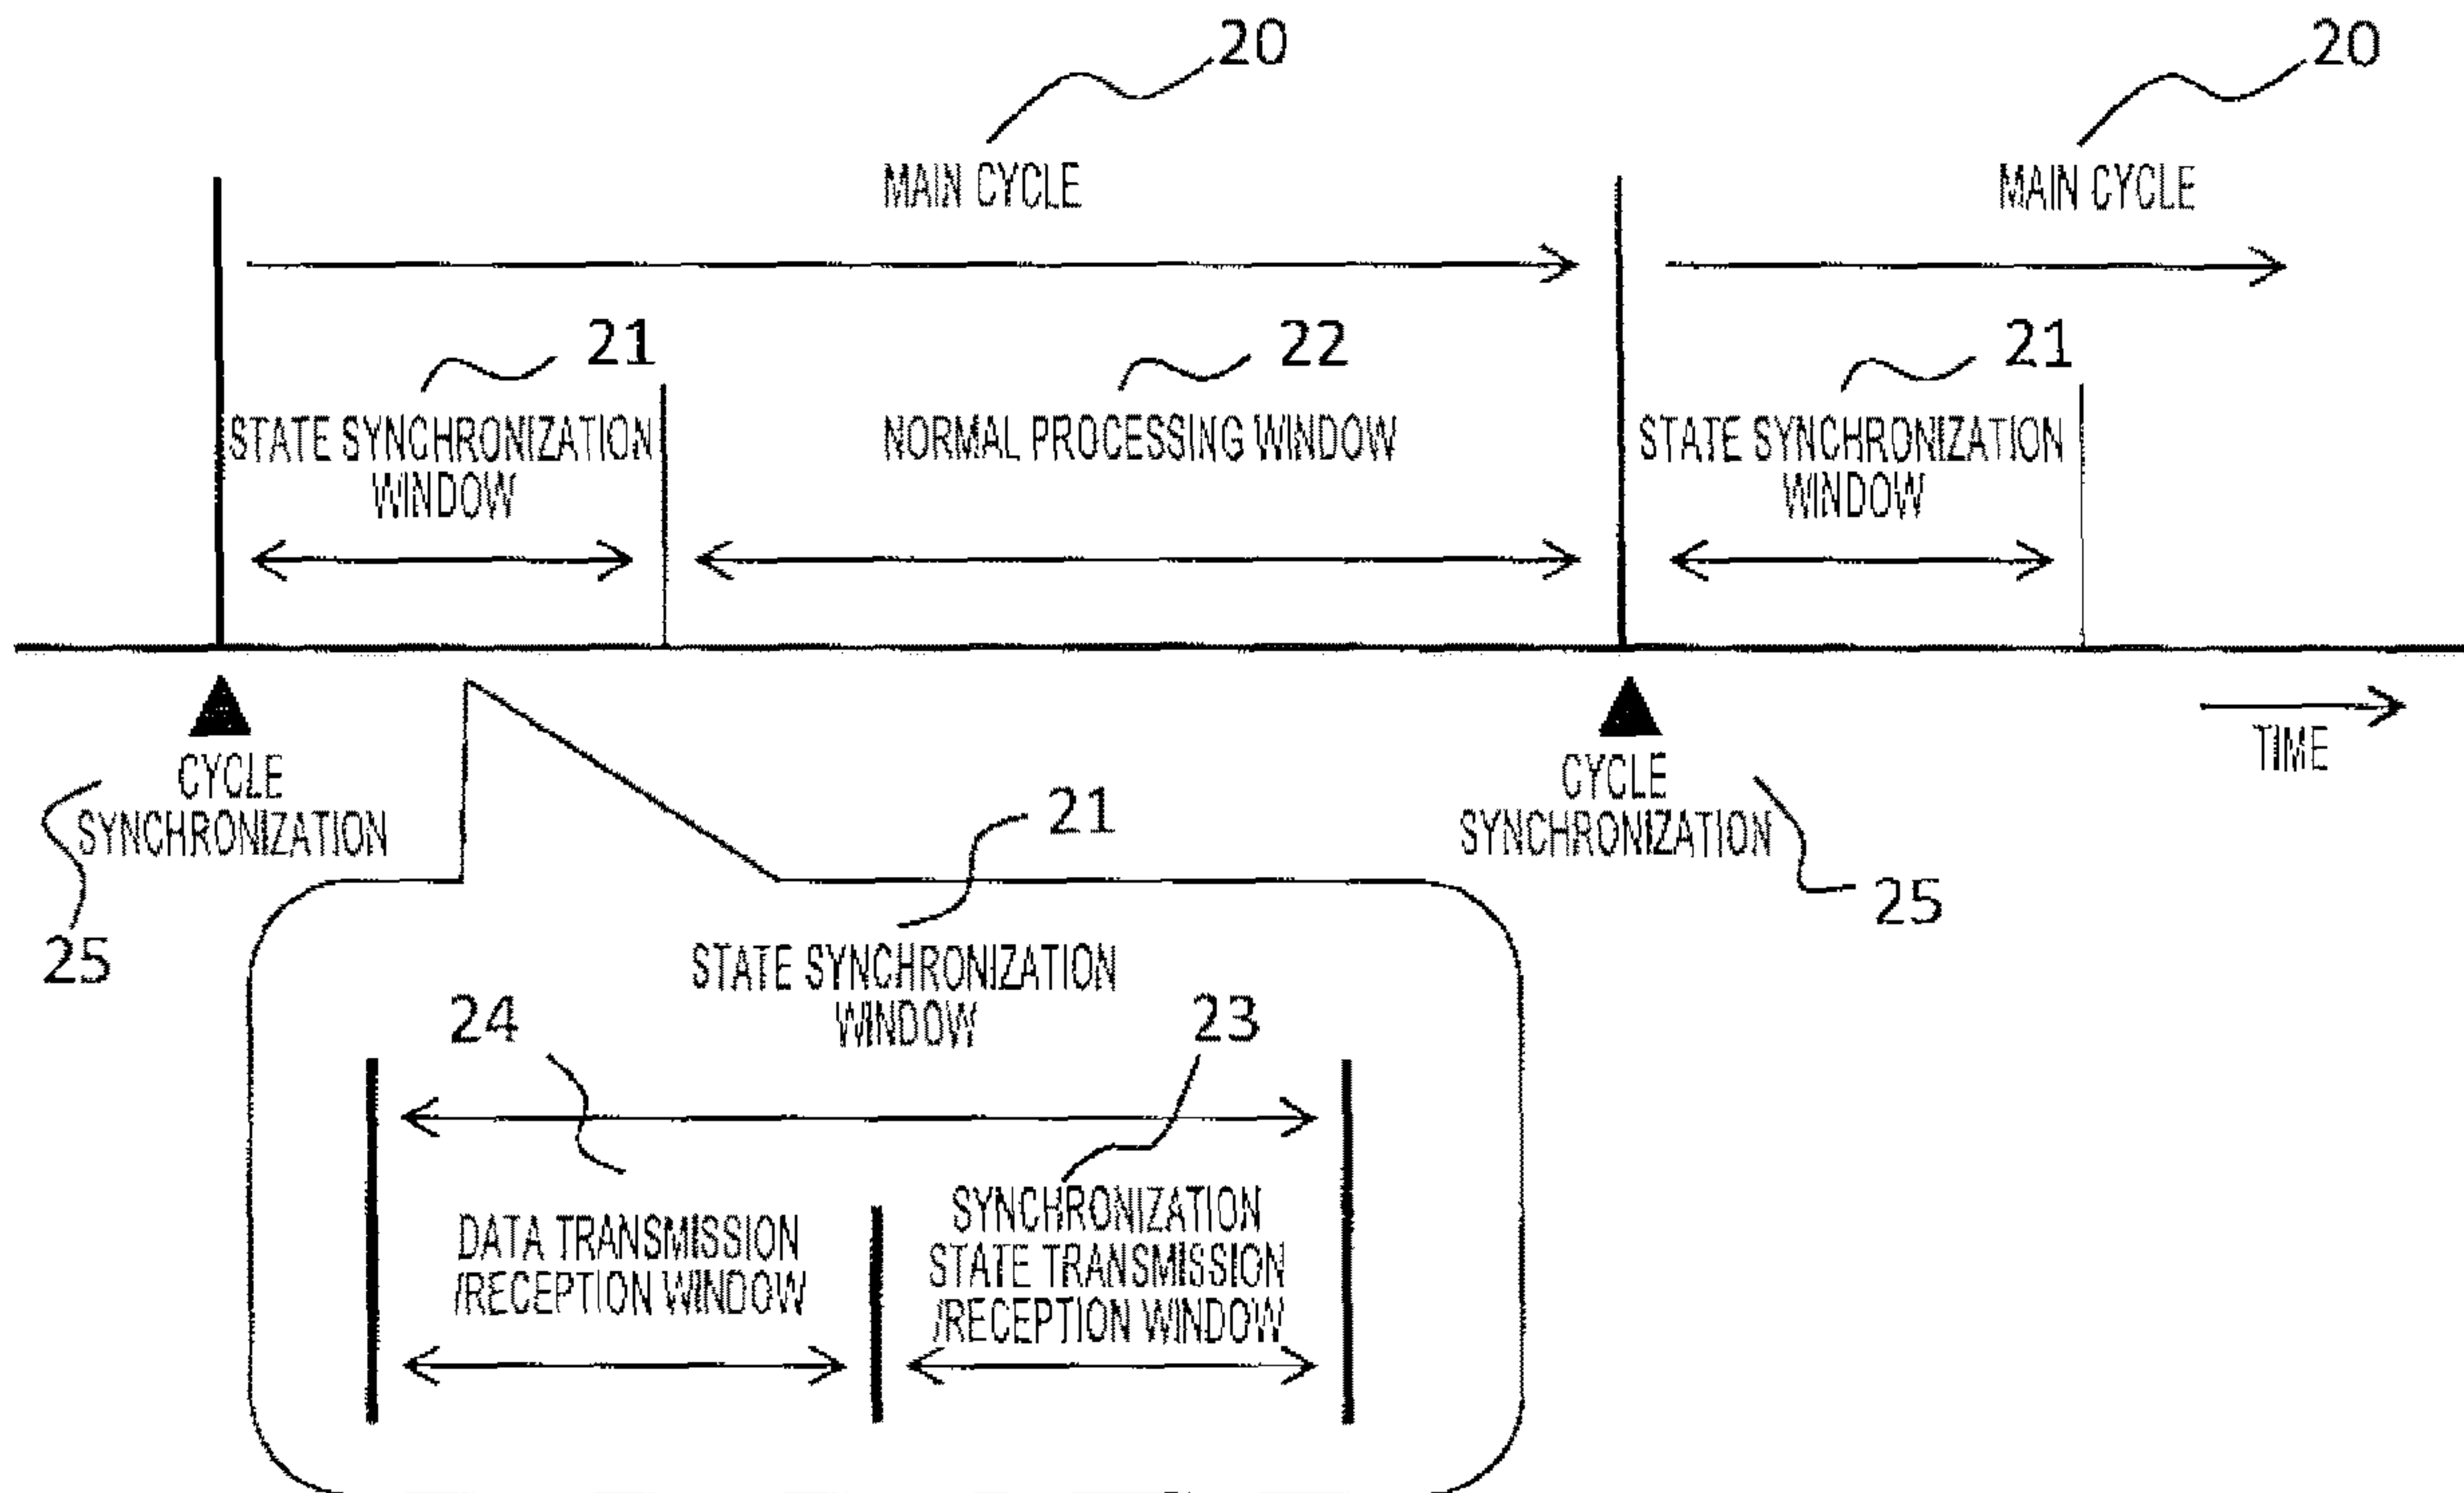 20
20
MAIN CYCLE
MAIN CYCLE
21
22
21
STATE SYNCHRONIZATION
WINDOW
NORMAL PROCESSING WINDOW
STATE SYNCHRONIZATION
WINDOW
CYCLE
SYNCHRONIZATION
25
CYCLE
SYNCHRONIZATION
25
TIME
21
STATE SYNCHRONIZATION
WINDOW
24
23
DATA TRANSMISSION
/RECEPTION WINDOW
SYNCHRONIZATION
STATE TRANSMISSION
/RECEPTION WINDOW